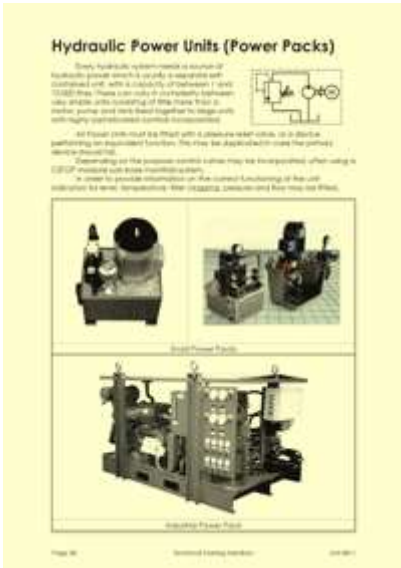 Hydraulic Power Units (Power Packs)
Every hydraulic system needs a source of
hydraulic power which is usually a separate self-
contained unit, with a capacity of between 1 and
litres. These can vary in complexity between
very simple units consisting of little more than a
motor, pump and tank fixed together to large units
with highly sophisticated controls incorporated.
All Power Units must be fitted with a pressure relief valve, or a device
performing an equivalent function. This may be duplicated in case the primary
device should fail.
Depending on the purpose control valves may be incorporated, often using a
CETOP modular sub-base manifold system.
In order to provide information on the correct functioning of the unit
indicators for level, temperature, filter clogging, pressure and flow may be fitted.
Small Power Packs
Industrial Power Pack
Page
Technical Training